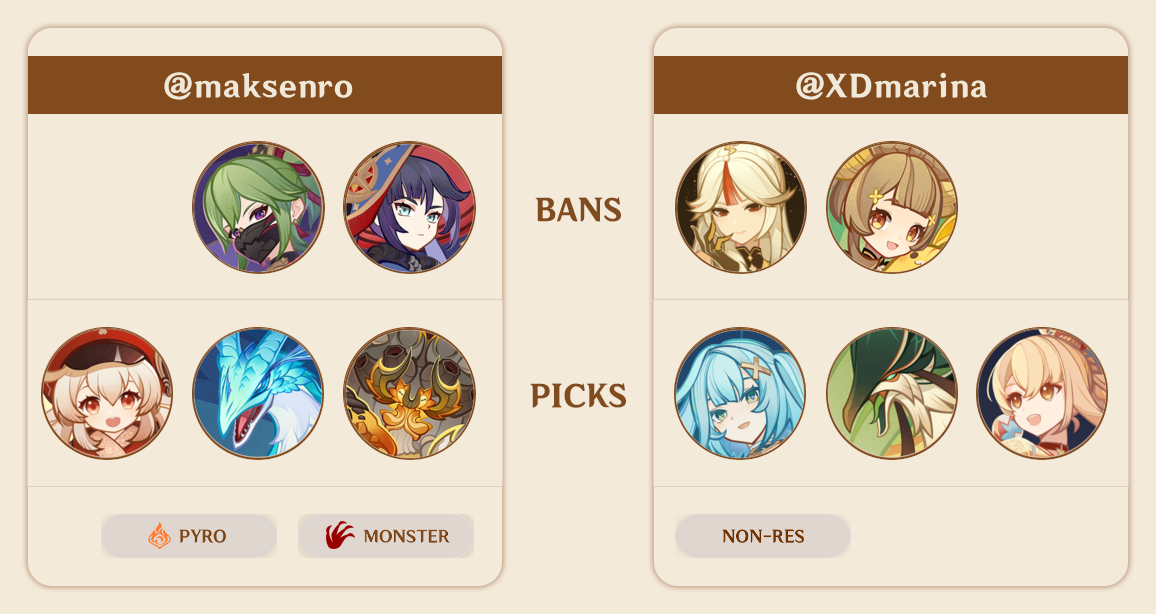 @maksenro
@XDmarina
BANS
PICKS
PYRO
MONSTER
NON-RES